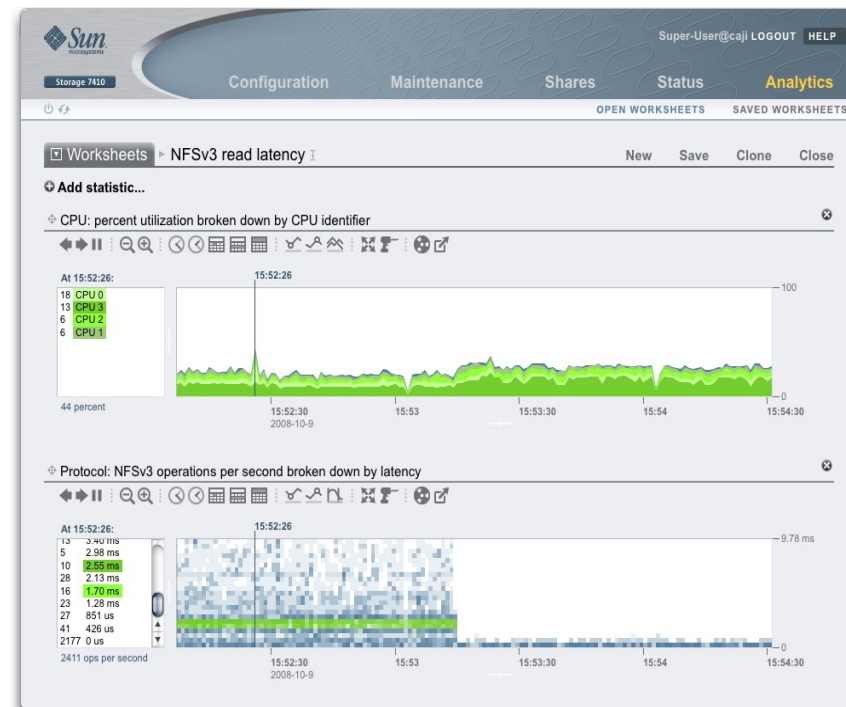 Sun
microsystems
Super-User@caji LOGOUT HELP
Storage 7410
Configuration Maintenance Shares Status Analytics
OPEN WORKSHEETS SAVED WORKSHEETS
Worksheets NFSv3 read latency
New Save Clone Close
Add statistic...
CPU: percent utilization broken down by CPU identifier
At 15:52:26:
15:52:26
18 CPU 0
13 CPU 3
6 CPU 2
6 CPU 1
100
0
44 percent
15:52:30 15:53 15:53:30 15:54 15:54:30
2008-10-9
Protocol: NFSv3 operations per second broken down by latency
At 15:52:26:
15:52:26
13 3.40 ms
5 2.98 ms
10 2.55 ms
28 2.13 ms
16 1.70 ms
23 1.28 ms
27 851 us
41 426 us
2177 0 us
9.78 ms
0
2411 ops per second
15:52:30 15:53 15:53:30 15:54 15:54:30
2008-10-9